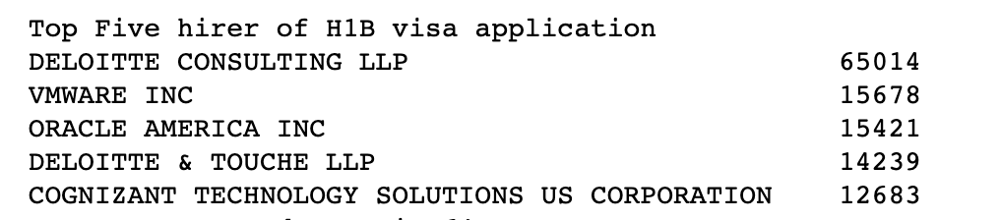 Top Five hirer of H1B visa application
DELOITTE CONSULTING LLP 65014
VMWARE INC 15678
ORACLE AMERICA INC 15421
DELOITTE & TOUCHE LLP 14239
COGNIZANT TECHNOLOGY SOLUTIONS US CORPORATION 12683